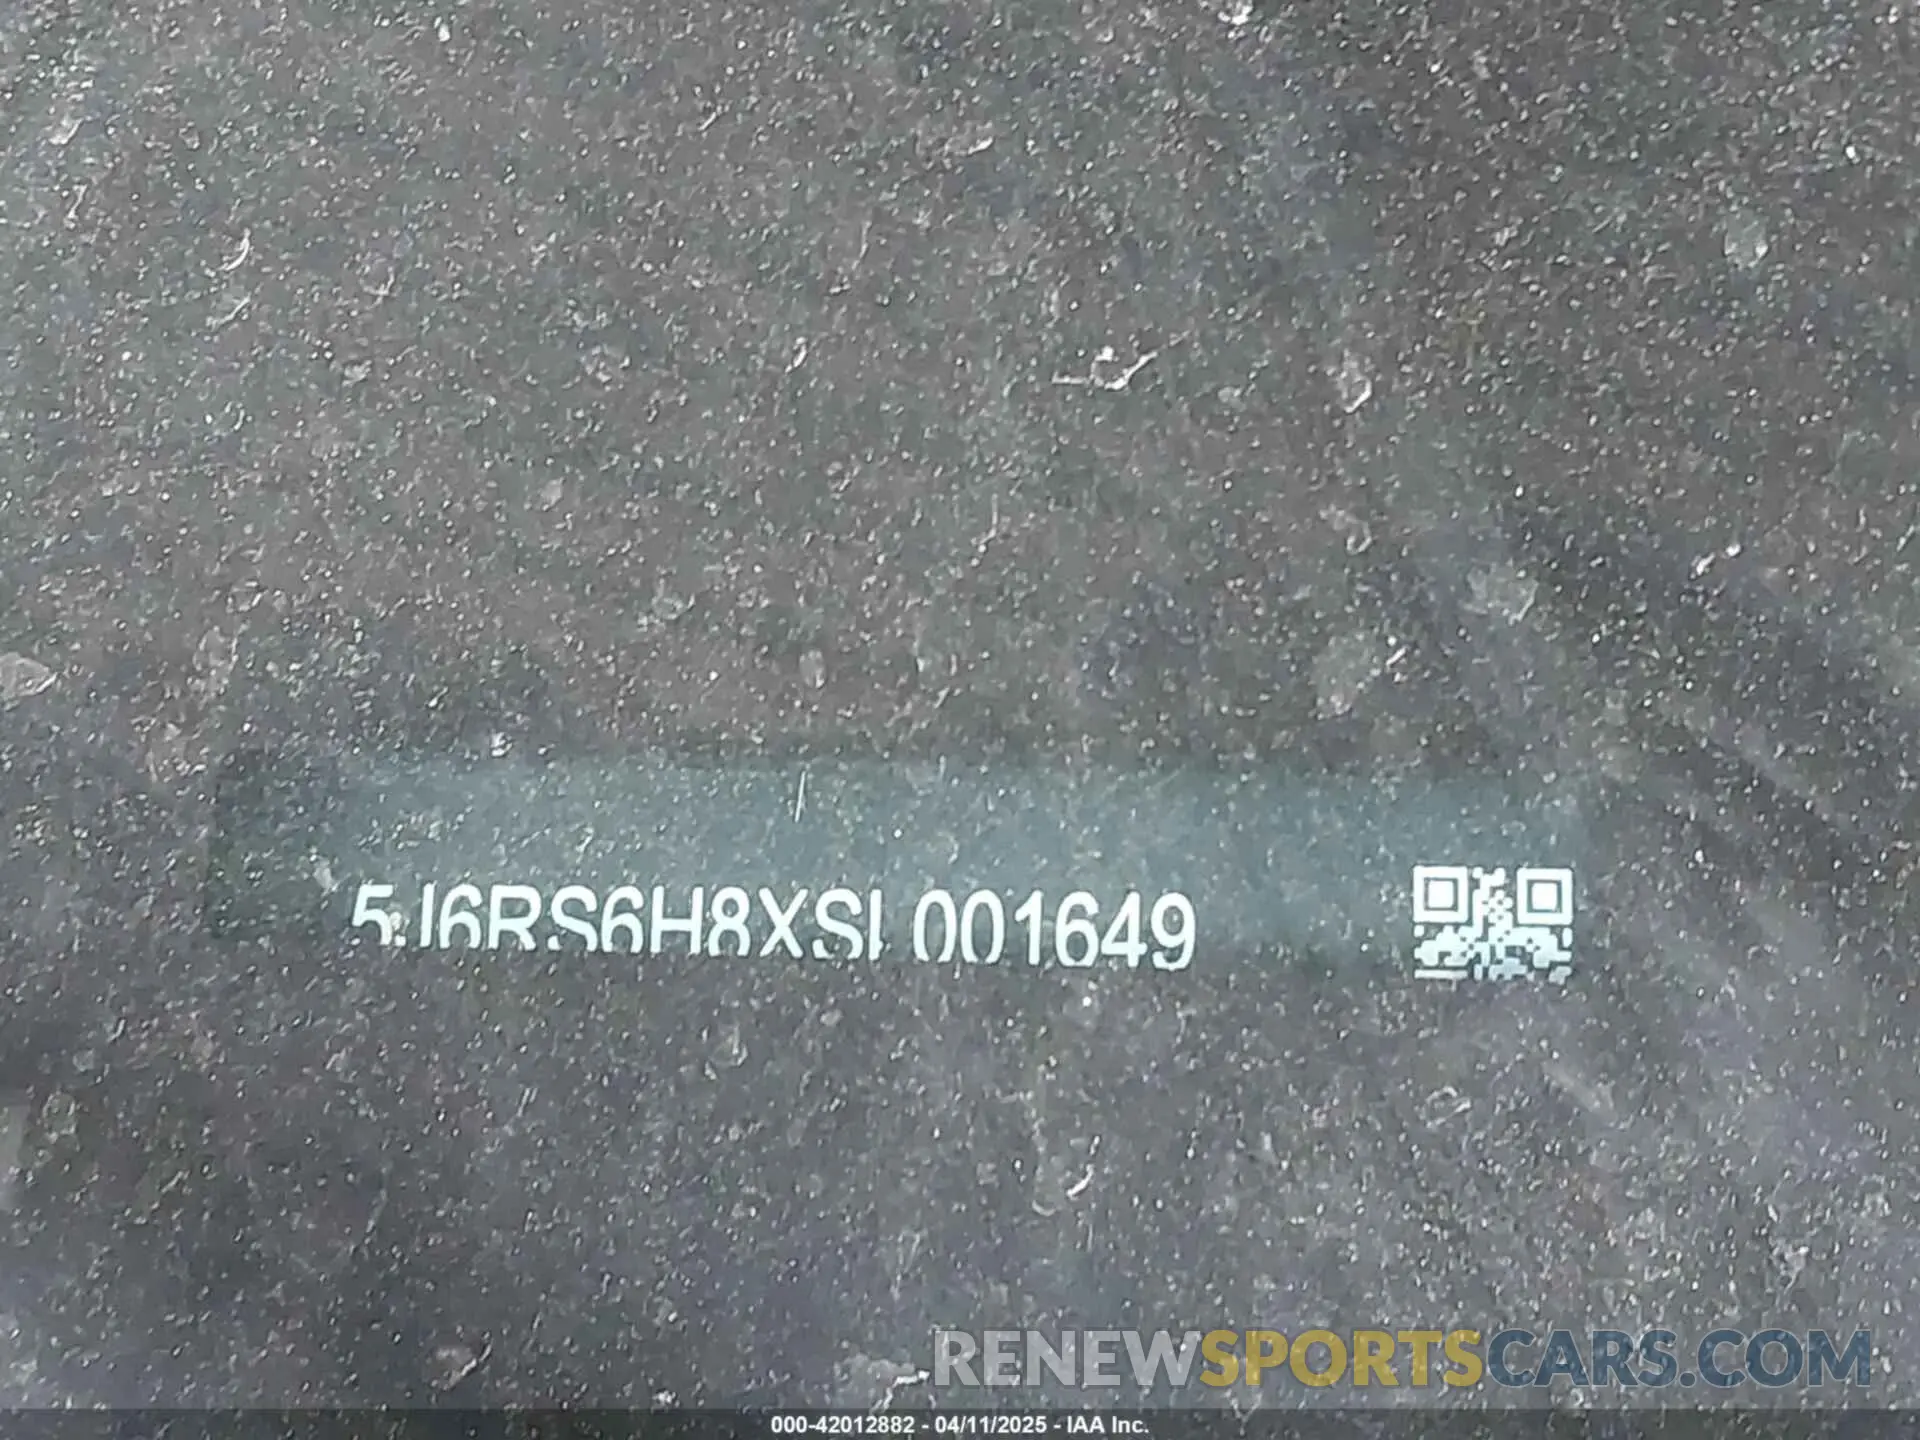 5J6RS6H8XSL001649
RENEWSPORTSCARS.COM
000-42012882 - 04/11/2025 - IAA Inc.